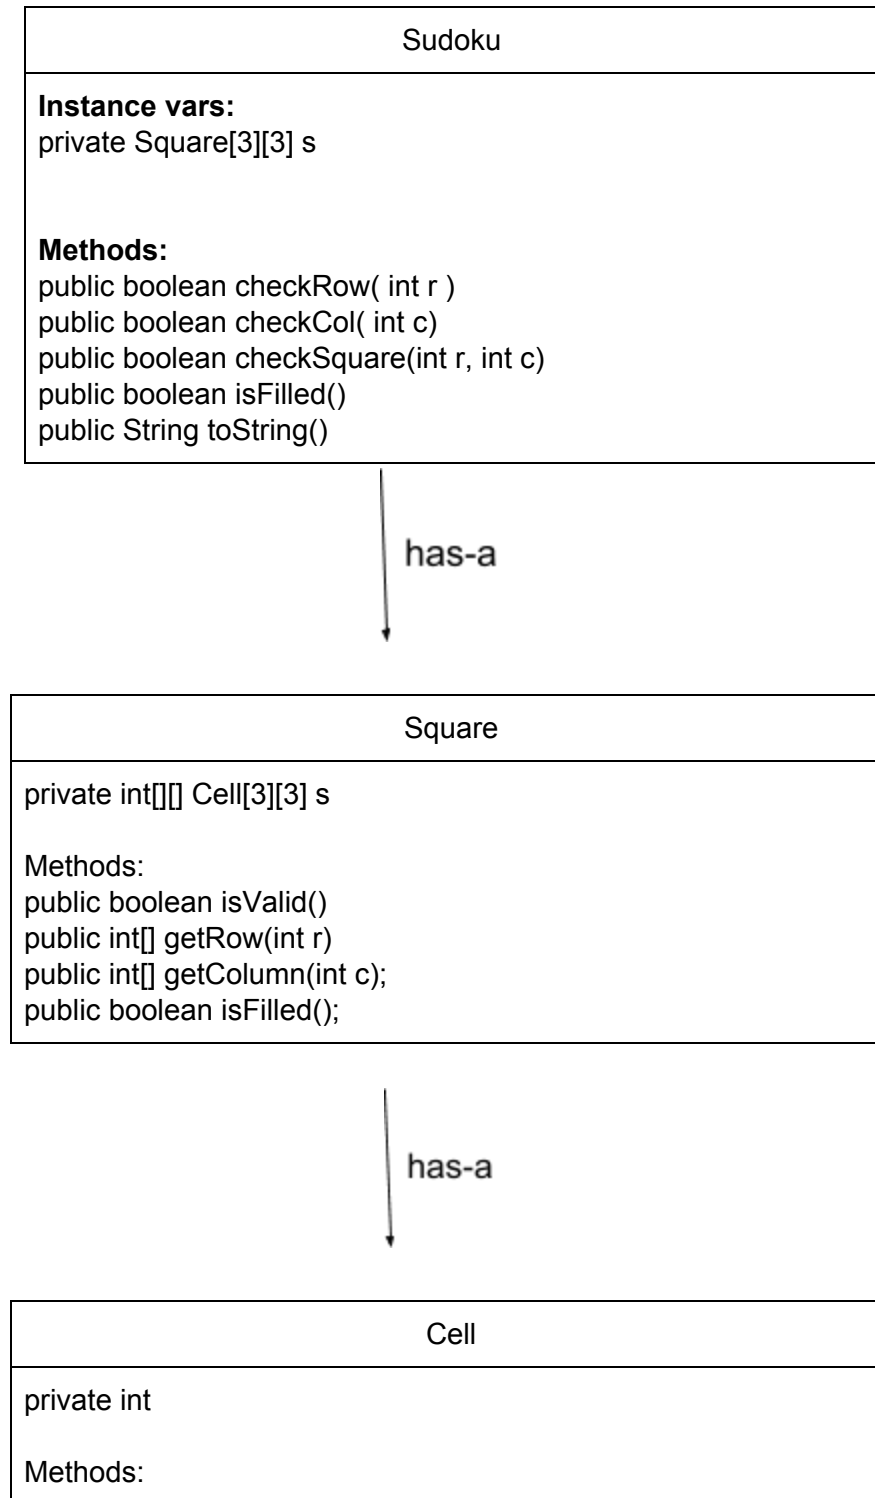 Sudoku
Instance vars:
private Square[3][3] s
Methods:
public boolean checkRow( int r )
public boolean checkCol( int c)
public boolean checkSquare(int r, int c)
public boolean isFilled()
public String toString()
has-a
Square
private int[][] Cell[3][3] s
Methods:
public boolean isValid()
public int[] getRow(int r)
public int[] getColumn(int c);
public boolean isFilled();
has-a
Cell
private int
Methods: